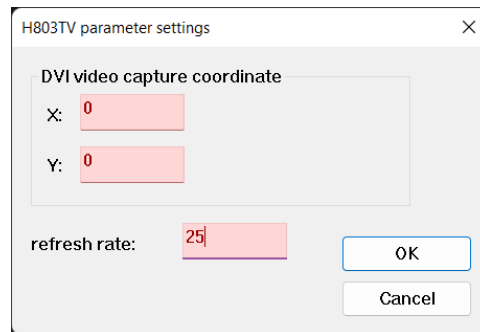 H803TV parameter settings
DVI video capture coordinate
X: 0
Y: 0
refresh rate: 25
OK
Cancel